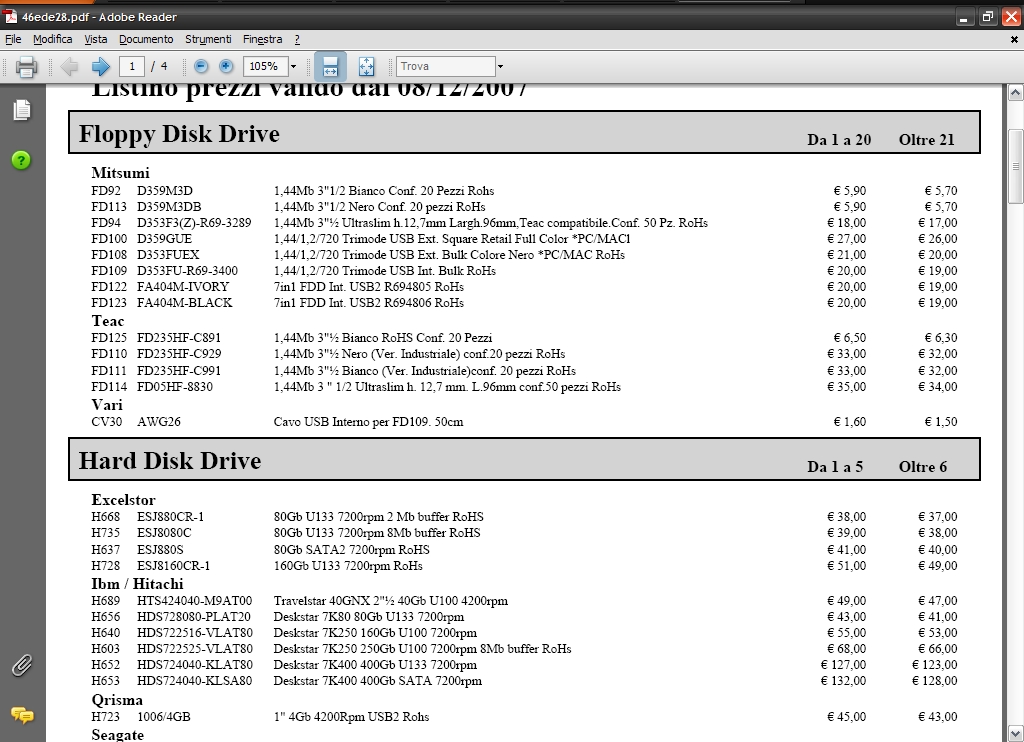 46ede28.pdf - Adobe Reader
File Modifica Vista Documento Strumenti Finestra ?
1 / 4 105% Trova
Listino prezzi valido dal 08/12/2007
Floppy Disk Drive Da 1 a 20 Oltre 21
Mitsumi
FD92 D359M3D 1,44Mb 3"1/2 Bianco Conf. 20 Pezzi Rohs € 5,90 € 5,70
FD113 D359M3DB 1,44Mb 3"1/2 Nero Conf. 20 pezzi RoHs € 5,90 € 5,70
FD94 D353F3(Z)-R69-3289 1,44Mb 3"½ Ultraslim h.12,7mm Largh.96mm,Teac compatibile.Conf. 50 Pz. RoHs € 18,00 € 17,00
FD100 D359GUE 1,44/1,2/720 Trimode USB Ext. Square Retail Full Color *PC/MACl € 27,00 € 26,00
FD108 D353FUEX 1,44/1,2/720 Trimode USB Ext. Bulk Colore Nero *PC/MAC RoHs € 21,00 € 20,00
FD109 D353FU-R69-3400 1,44/1,2/720 Trimode USB Int. Bulk RoHs € 20,00 € 19,00
FD122 FA404M-IVORY 7in1 FDD Int. USB2 R694805 RoHs € 20,00 € 19,00
FD123 FA404M-BLACK 7in1 FDD Int. USB2 R694806 RoHs € 20,00 € 19,00
Teac
FD125 FD235HF-C891 1,44Mb 3"½ Bianco RoHS Conf. 20 Pezzi € 6,50 € 6,30
FD110 FD235HF-C929 1,44Mb 3"½ Nero (Ver. Industriale) conf.20 pezzi RoHs € 33,00 € 32,00
FD111 FD235HF-C991 1,44Mb 3"½ Bianco (Ver. Industriale)conf. 20 pezzi RoHs € 33,00 € 32,00
FD114 FD05HF-8830 1,44Mb 3 " 1/2 Ultraslim h. 12,7 mm. L.96mm conf.50 pezzi RoHs € 35,00 € 34,00
Vari
CV30 AWG26 Cavo USB Interno per FD109. 50cm € 1,60 € 1,50
Hard Disk Drive Da 1 a 5 Oltre 6
Excelstor
H668 ESJ880CR-1 80Gb U133 7200rpm 2 Mb buffer RoHS € 38,00 € 37,00
H735 ESJ8080C 80Gb U133 7200rpm 8Mb buffer RoHS € 39,00 € 38,00
H637 ESJ880S 80Gb SATA2 7200rpm RoHS € 41,00 € 40,00
H728 ESJ8160CR-1 160Gb U133 7200rpm RoHs € 51,00 € 49,00
Ibm / Hitachi
H689 HTS424040-M9AT00 Travelstar 40GNX 2"½ 40Gb U100 4200rpm € 49,00 € 47,00
H656 HDS728080-PLAT20 Deskstar 7K80 80Gb U133 7200rpm € 43,00 € 41,00
H640 HDS722516-VLAT80 Deskstar 7K250 160Gb U100 7200rpm € 55,00 € 53,00
H603 HDS722525-VLAT80 Deskstar 7K250 250Gb U100 7200rpm 8Mb buffer RoHs € 68,00 € 66,00
H652 HDS724040-KLAT80 Deskstar 7K400 400Gb U133 7200rpm € 127,00 € 123,00
H653 HDS724040-KLSA80 Deskstar 7K400 400Gb SATA 7200rpm € 132,00 € 128,00
Qrisma
H723 1006/4GB 1" 4Gb 4200Rpm USB2 Rohs € 45,00 € 43,00
Seagate